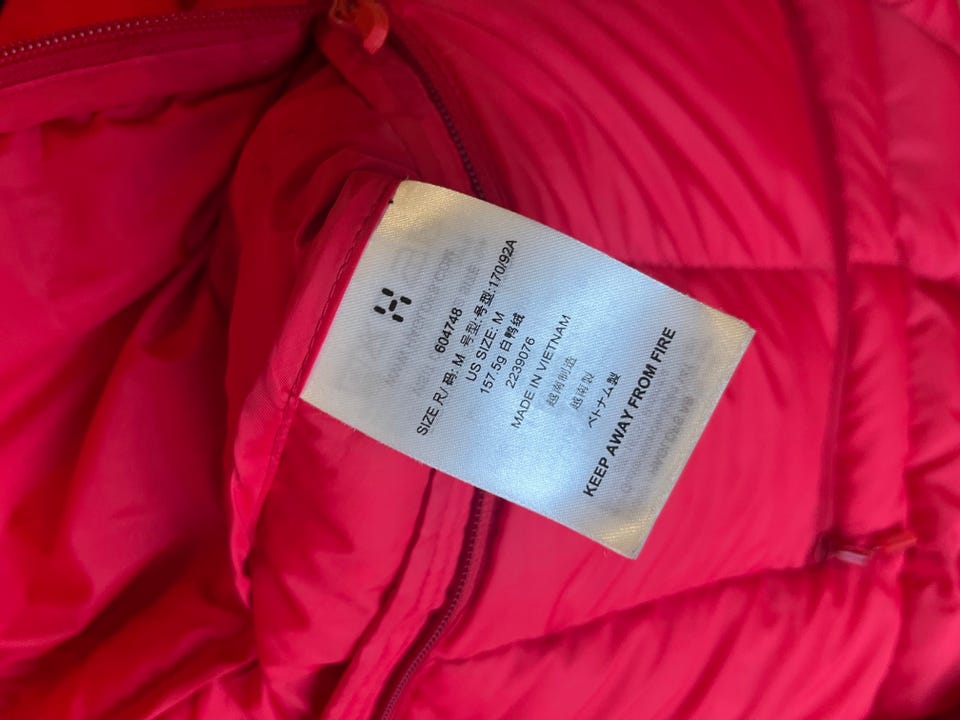 604748
SIZE 尺/ 码: M 号型:号型:170/92A
US SIZE: M
157.5g 白鸭绒
2239076
MADE IN VIETNAM
越南制造
越南製
ベトナム製
KEEP AWAY FROM FIRE